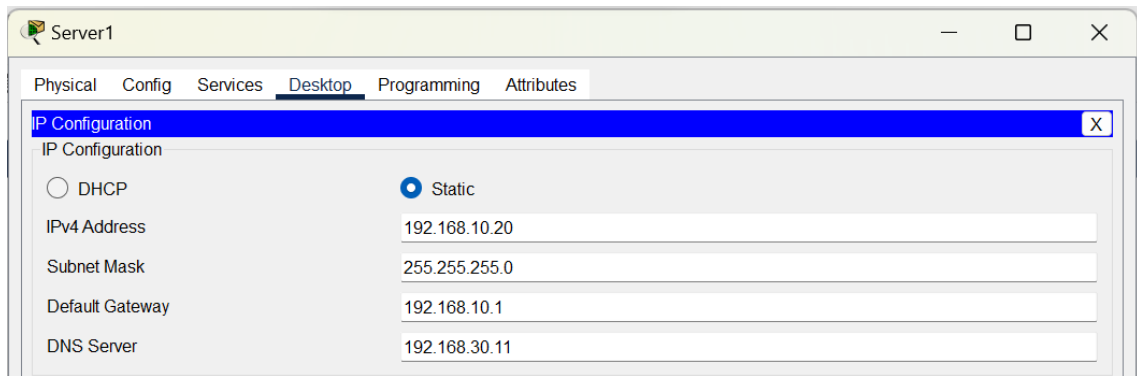 Server1
Physical Config Services Desktop Programming Attributes
IP Configuration X
IP Configuration
DHCP Static
IPv4 Address 192.168.10.20
Subnet Mask 255.255.255.0
Default Gateway 192.168.10.1
DNS Server 192.168.30.11